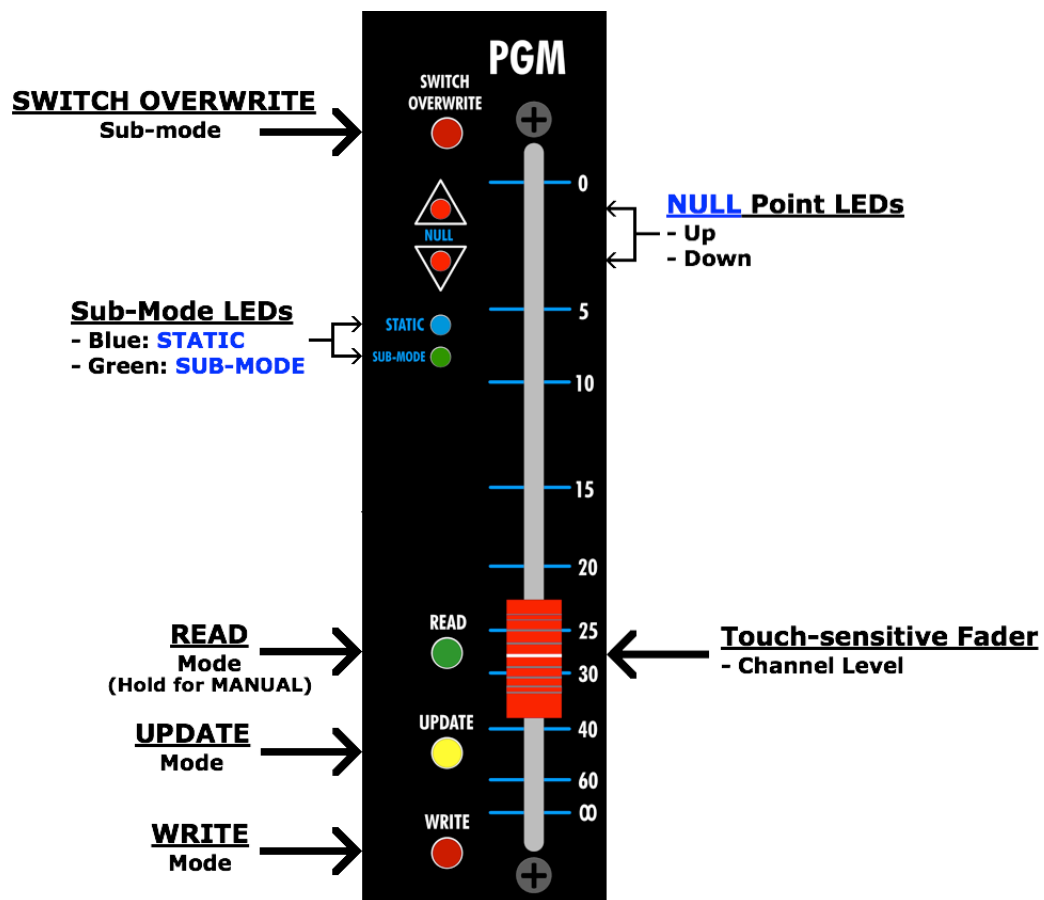 PGM
SWITCH
OVERWRITE
SWITCH OVERWRITE
Sub-mode
0
NULL
NULL Point LEDs
- Up
- Down
Sub-Mode LEDs
- Blue: STATIC
- Green: SUB-MODE
STATIC
SUB-MODE
5
10
15
20
READ
Mode
(Hold for MANUAL)
READ
25
30
Touch-sensitive Fader
- Channel Level
UPDATE
Mode
UPDATE
40
60
∞
WRITE
Mode
WRITE